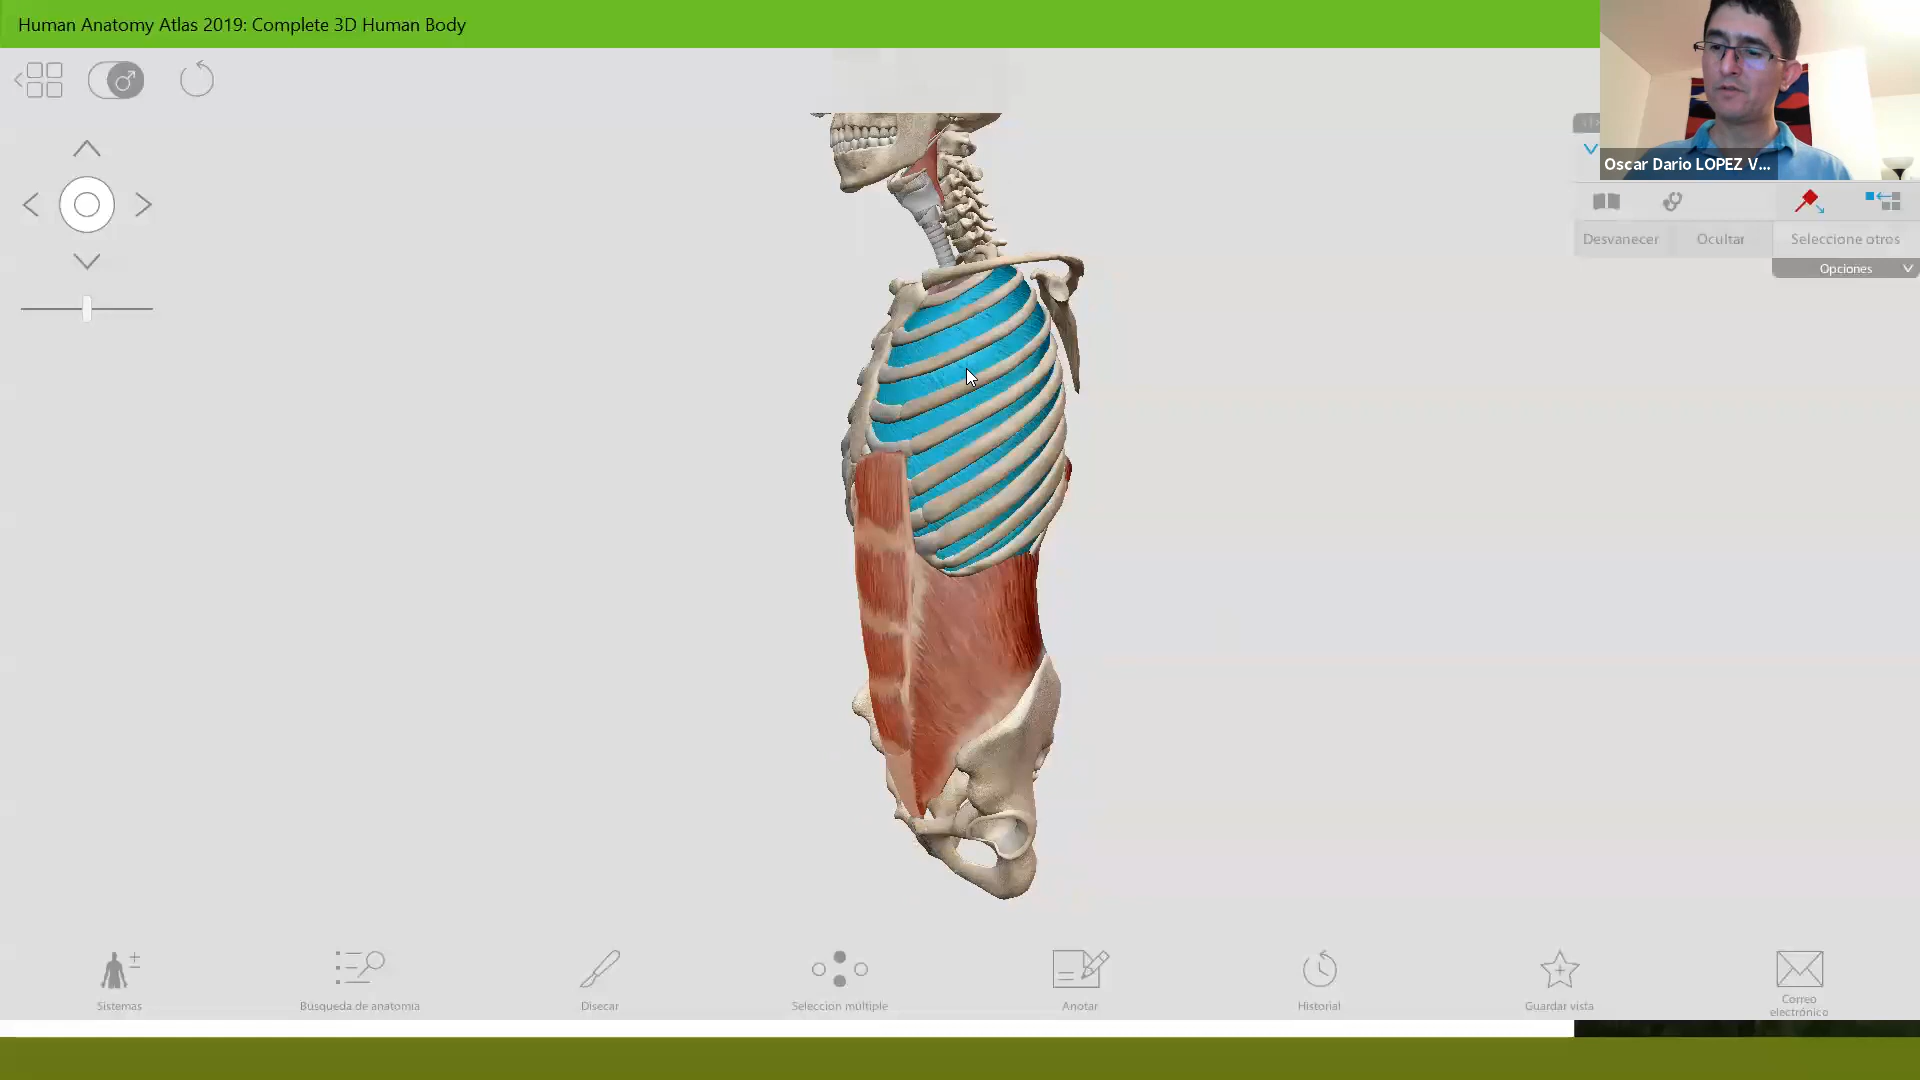 Human Anatomy Atlas 2019: Complete 3D Human Body
Oscar Dario LOPEZ V...
Desvanecer
Ocultar
Seleccione otros
Opciones
Sistemas
Búsqueda de anatomía
Disecar
Selección múltiple
Anotar
Historial
Guardar vista
Correo
electrónico